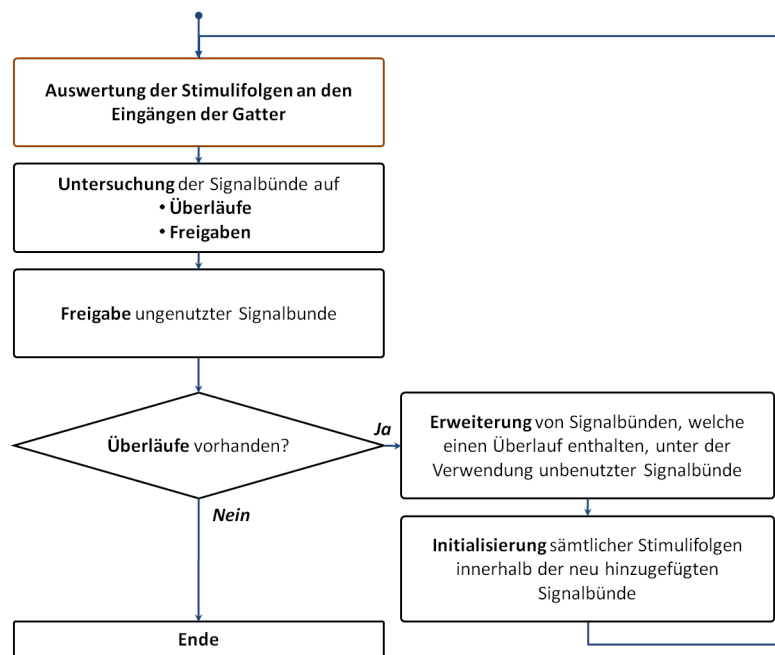 Auswertung der Stimulifolgen an den
Eingängen der Gatter
Untersuchung der Signalbünde auf
• Überläufe
• Freigaben
Freigabe ungenutzter Signalbunde
Überläufe vorhanden?
Ja
Erweiterung von Signalbünden, welche
einen Überlauf enthalten, unter der
Verwendung unbenutzter Signalbünde
Nein
Initialisierung sämtlicher Stimulifolgen
innerhalb der neu hinzugefügten
Signalbünde
Ende